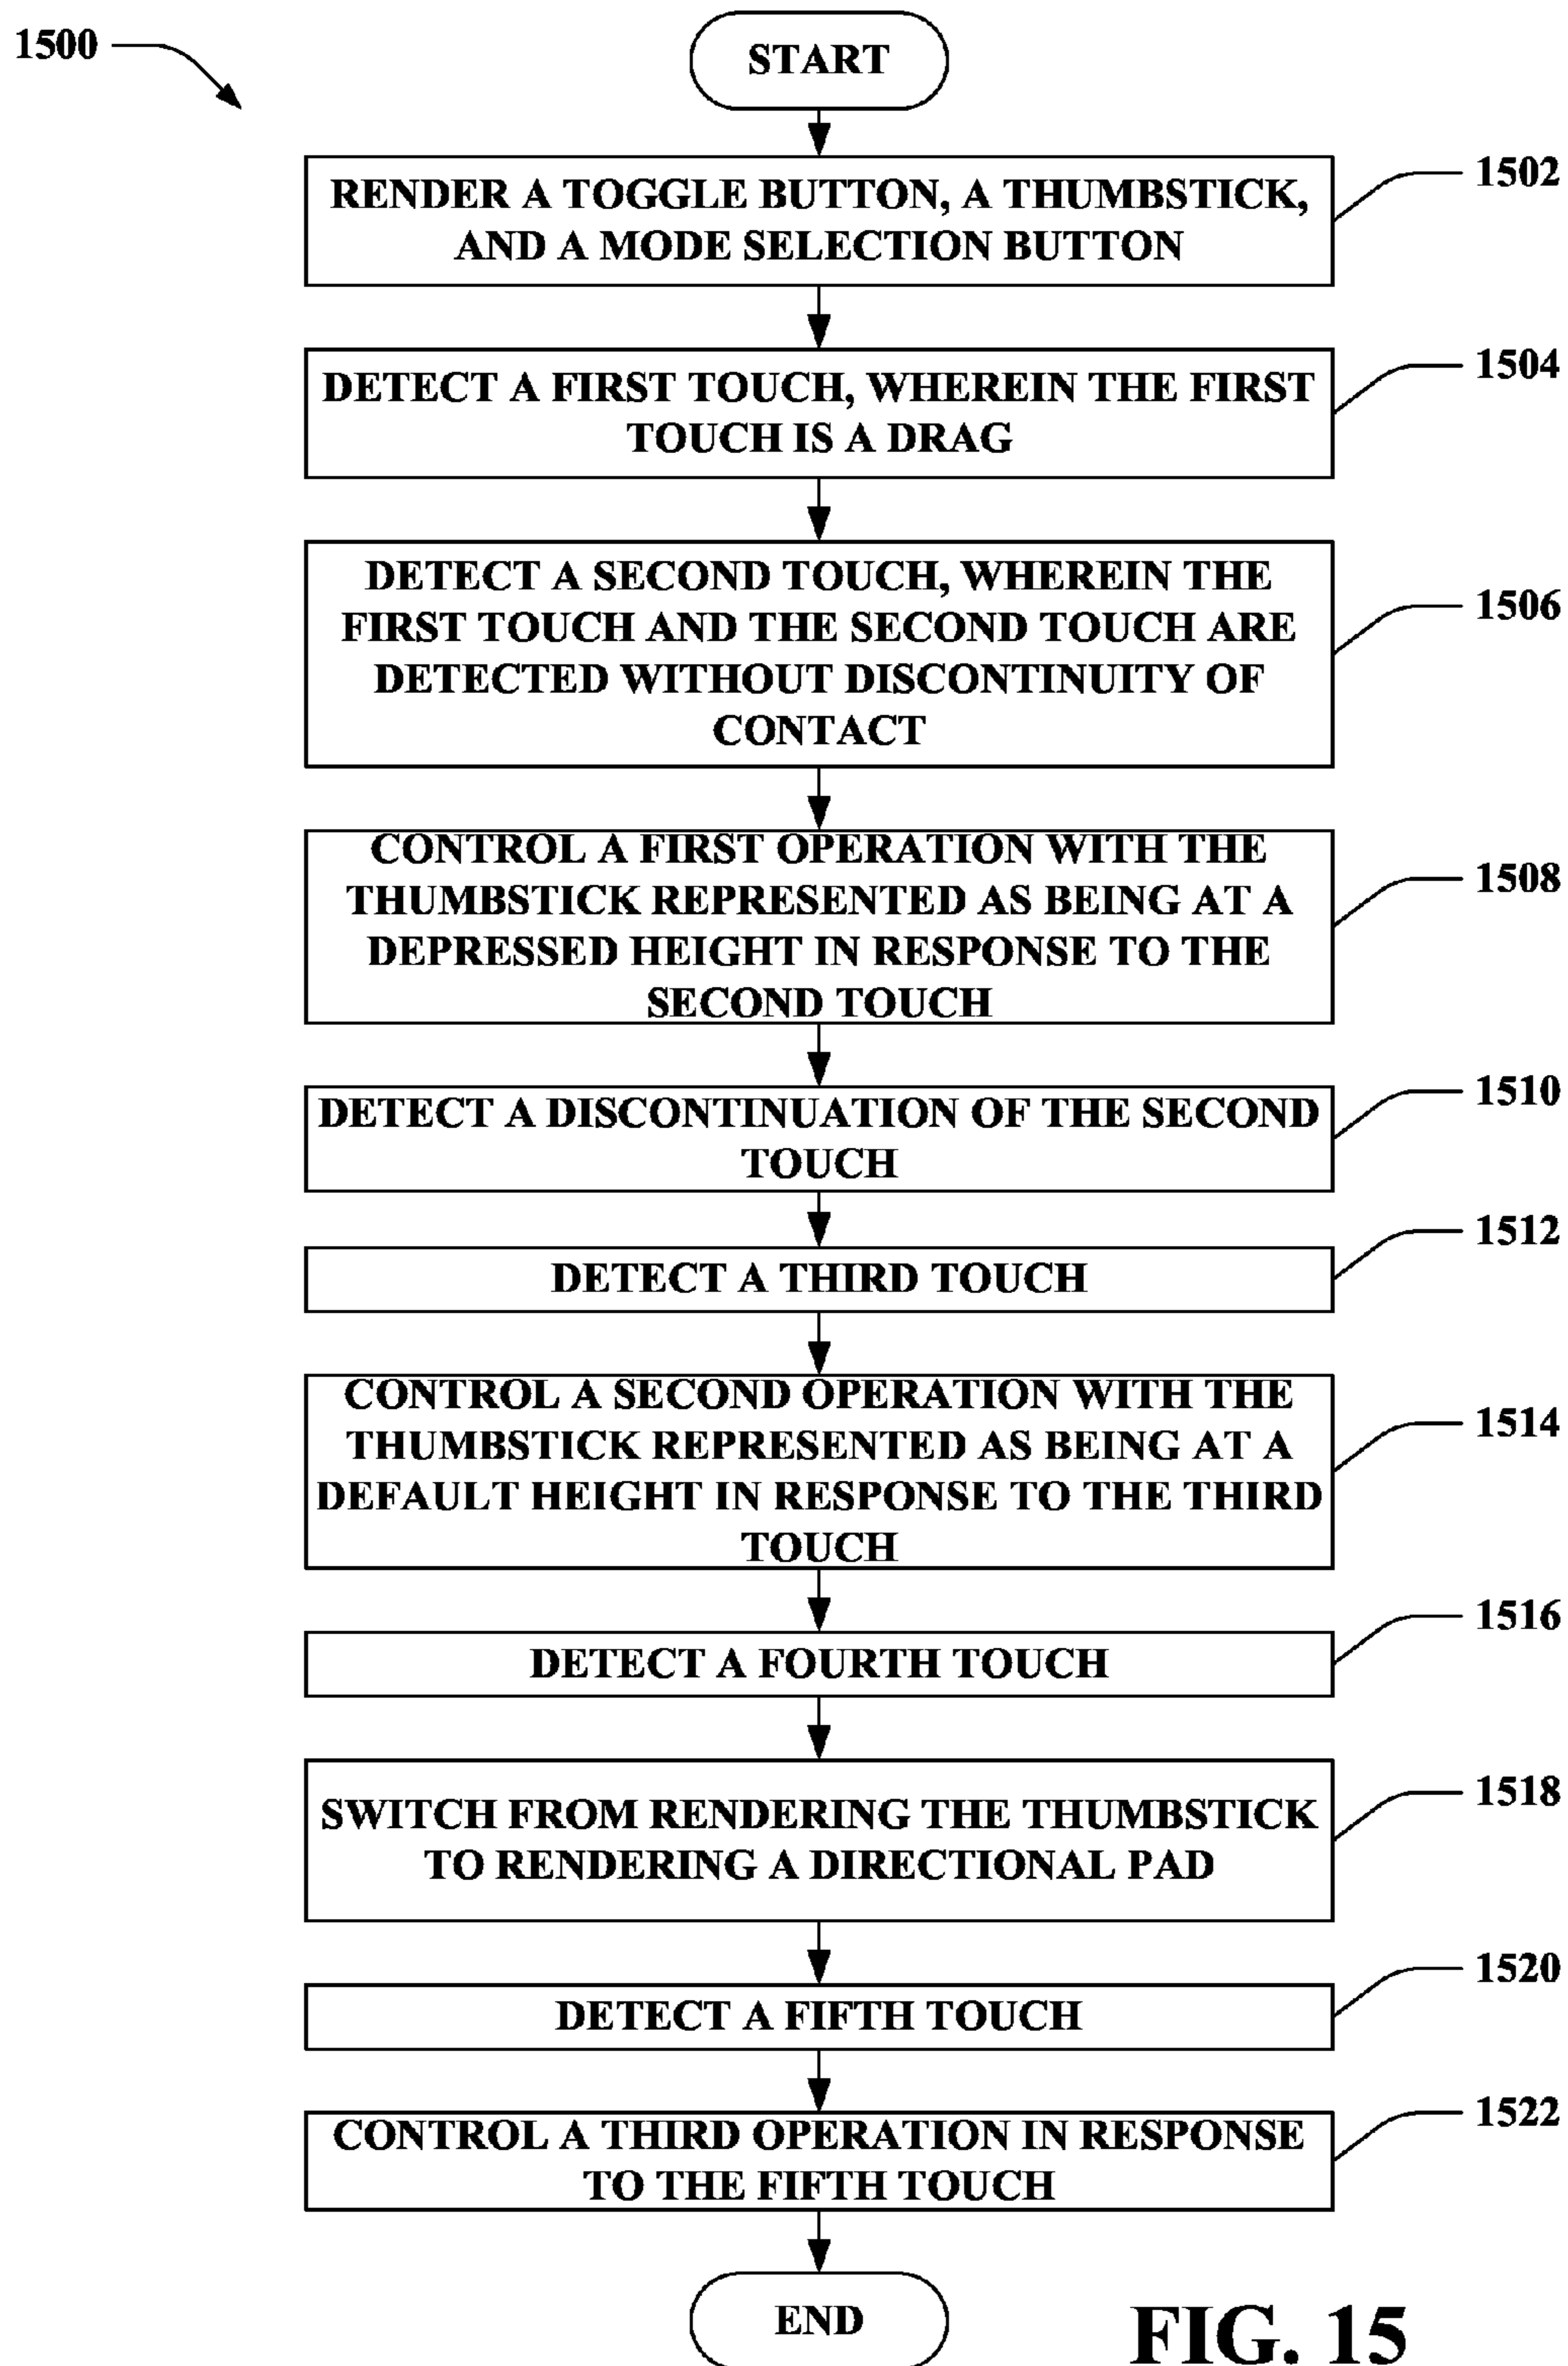 1500
START
RENDER A TOGGLE BUTTON, A THUMBSTICK,
AND A MODE SELECTION BUTTON
1502
DETECT A FIRST TOUCH, WHEREIN THE FIRST
TOUCH IS A DRAG
1504
DETECT A SECOND TOUCH, WHEREIN THE
FIRST TOUCH AND THE SECOND TOUCH ARE
DETECTED WITHOUT DISCONTINUITY OF
CONTACT
1506
CONTROL A FIRST OPERATION WITH THE
THUMBSTICK REPRESENTED AS BEING AT A
DEPRESSED HEIGHT IN RESPONSE TO THE
SECOND TOUCH
1508
DETECT A DISCONTINUATION OF THE SECOND
TOUCH
1510
DETECT A THIRD TOUCH
1512
CONTROL A SECOND OPERATION WITH THE
THUMBSTICK REPRESENTED AS BEING AT A
DEFAULT HEIGHT IN RESPONSE TO THE THIRD
TOUCH
1514
DETECT A FOURTH TOUCH
1516
SWITCH FROM RENDERING THE THUMBSTICK
TO RENDERING A DIRECTIONAL PAD
1518
DETECT A FIFTH TOUCH
1520
CONTROL A THIRD OPERATION IN RESPONSE
TO THE FIFTH TOUCH
1522
END
FIG. 15